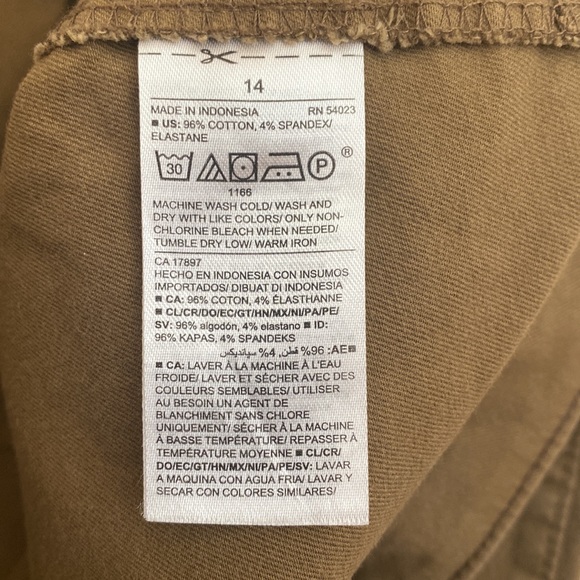 14
MADE IN INDONESIA RN 54023
■ US: 96% COTTON, 4% SPANDEX/
ELASTANE
30 P ®
1166
MACHINE WASH COLD/ WASH AND
DRY WITH LIKE COLORS/ ONLY NON-
CHLORINE BLEACH WHEN NEEDED/
TUMBLE DRY LOW/ WARM IRON
CA 17897
HECHO EN INDONESIA CON INSUMOS
IMPORTADOS/ DIBUAT DI INDONESIA
■ CA: 96% COTON, 4% ÉLASTHANNE
■ CL/CR/DO/EC/GT/HN/MX/NI/PA/PE/
SV: 96% algodón, 4% elastano ■ ID:
96% KAPAS, 4% SPANDEKS
■AE: 96% قطن, 4% سباندیکس
■ CA: LAVER À LA MACHINE À L'EAU
FROIDE/ LAVER ET SÉCHER AVEC DES
COULEURS SEMBLABLES/ UTILISER
AU BESOIN UN AGENT DE
BLANCHIMENT SANS CHLORE
UNIQUEMENT/ SÉCHER À LA MACHINE
À BASSE TEMPÉRATURE/ REPASSER À
TEMPÉRATURE MOYENNE ■ CL/CR/
DO/EC/GT/HN/MX/NI/PA/PE/SV: LAVAR
A MAQUINA CON AGUA FRIA/ LAVAR Y
SECAR CON COLORES SIMILARES/